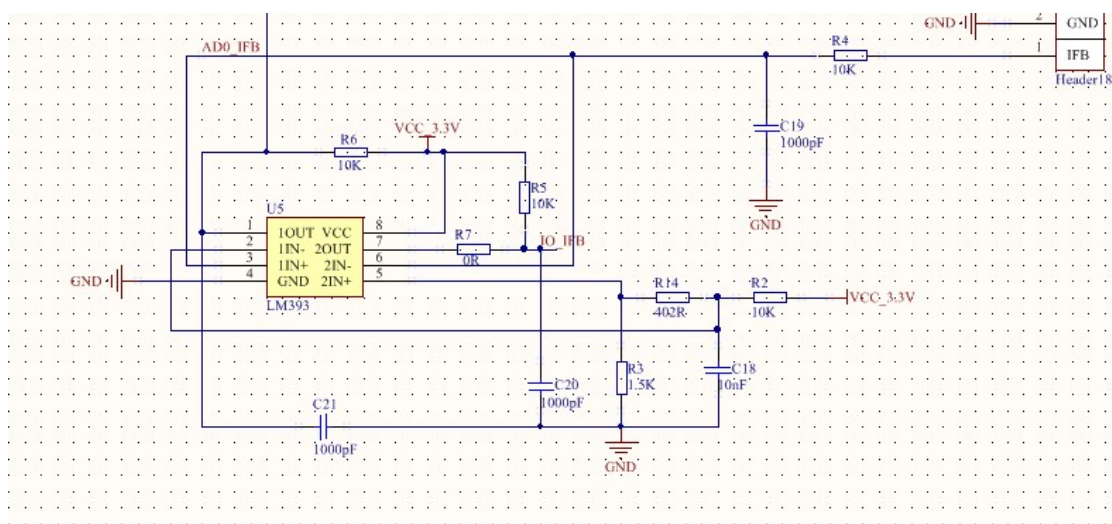 GND
2
GND
AD0_IFB
R4
10K
1
IFB
Header18
C19
1000pF
GND
VCC_3.3V
R6
10K
R5
10K
U5
1
1OUT
VCC
8
2
1IN-
2OUT
7
3
1IN+
2IN-
6
4
GND
2IN+
5
LM393
R7
0R
IO_IFB
GND
R14
402R
R2
10K
VCC_3.3V
R3
1.5K
C18
10nF
C20
1000pF
C21
1000pF
GND